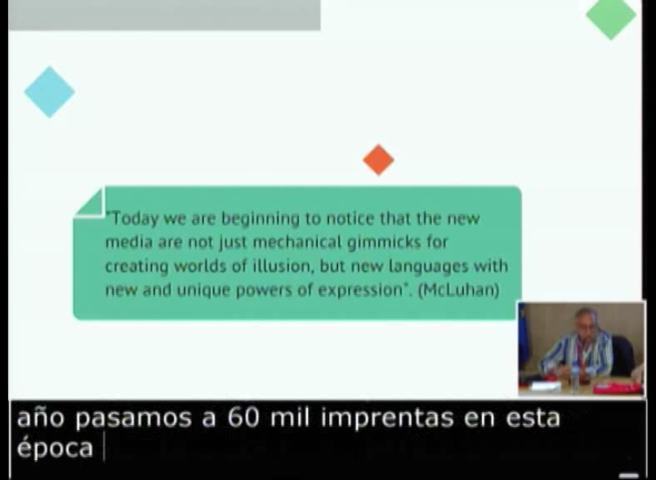 "Today we are beginning to notice that the new
media are not just mechanical gimmicks for
creating worlds of illusion, but new languages with
new and unique powers of expression". (McLuhan)
año pasamos a 60 mil imprentas en esta
época